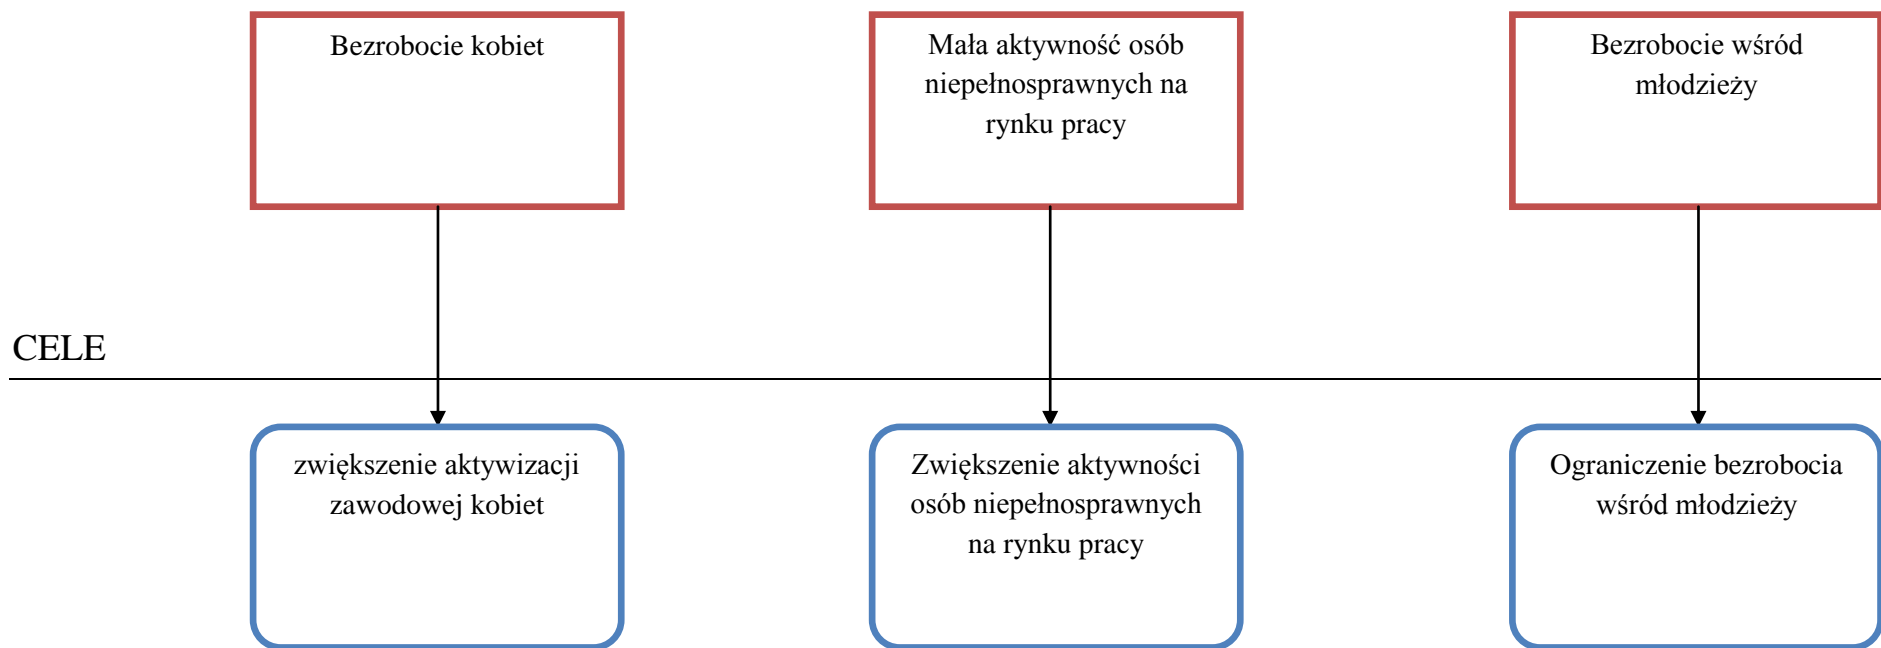 Bezrobocie kobiet
Mała aktywność osób
niepełnosprawnych na
rynku pracy
Bezrobocie wśród
młodzieży
CELE
zwiększenie aktywizacji
zawodowej kobiet
Zwiększenie aktywności
osób niepełnosprawnych
na rynku pracy
Ograniczenie bezrobocia
wśród młodzieży